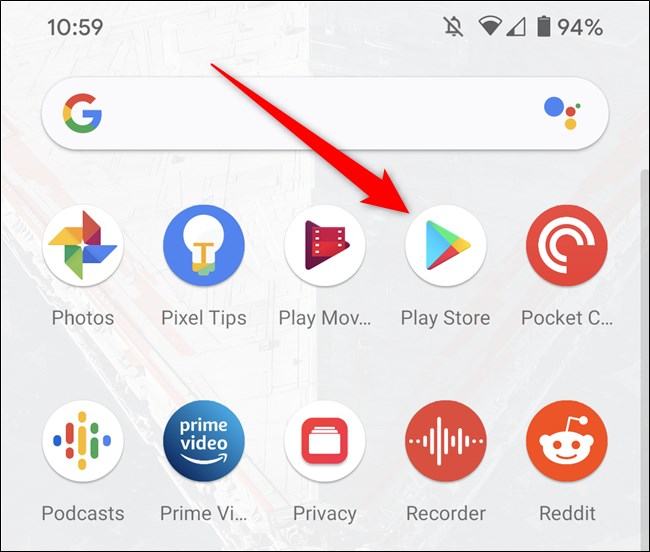 10:59 94%
Photos Pixel Tips Play Mov... Play Store Pocket C...
prime
video
Podcasts Prime Vi... Privacy Recorder Reddit